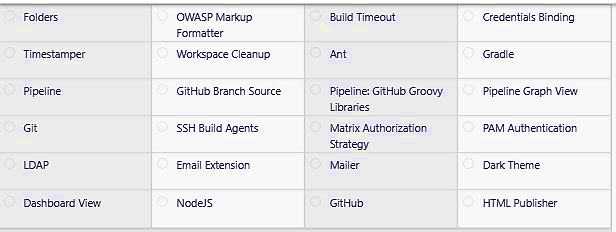 Folders
OWASP Markup
Formatter
Build Timeout
Credentials Binding
Timestamper
Workspace Cleanup
Ant
Gradle
Pipeline
GitHub Branch Source
Pipeline: GitHub Groovy
Libraries
Pipeline Graph View
Git
SSH Build Agents
Matrix Authorization
Strategy
PAM Authentication
LDAP
Email Extension
Mailer
Dark Theme
Dashboard View
NodeJS
GitHub
HTML Publisher